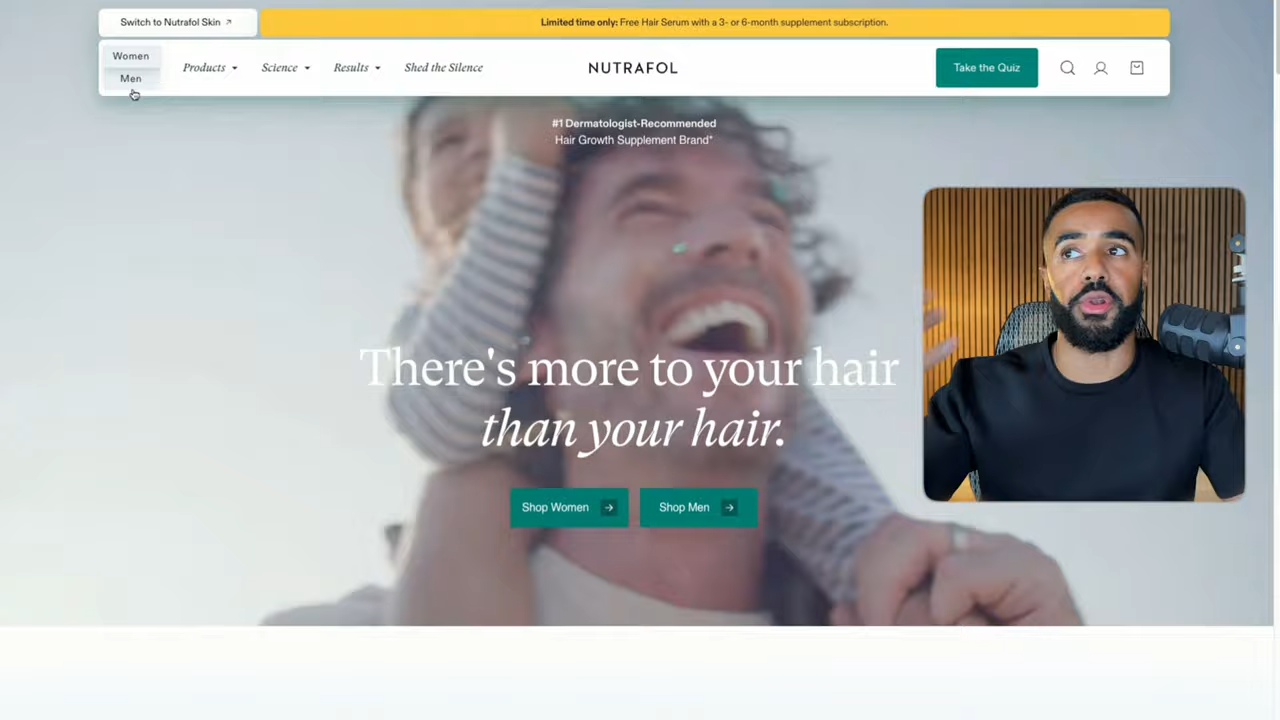 Switch to Nutrafol Skin ↗
Limited time only: Free Hair Serum with a 3- or 6-month supplement subscription.
Women
Men
Products
Science
Results
Shed the Silence
NUTRAFOL
Take the Quiz
#1 Dermatologist-Recommended
Hair Growth Supplement Brand*
There's more to your hair
than your hair.
Shop Women →
Shop Men →